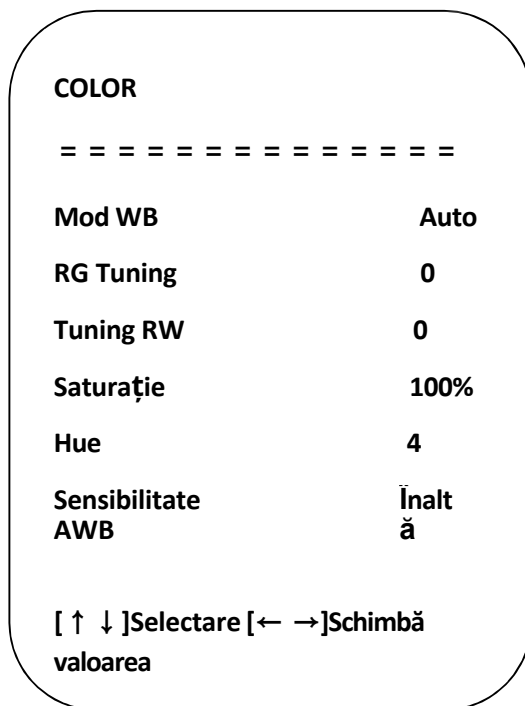 COLOR
= = = = = = = = = = = = = =
Mod WB Auto
RG Tuning 0
Tuning RW 0
Saturație 100%
Hue 4
Sensibilitate AWB Înaltă
[ ↑ ↓ ]Selectare [← →]Schimbă
valoarea